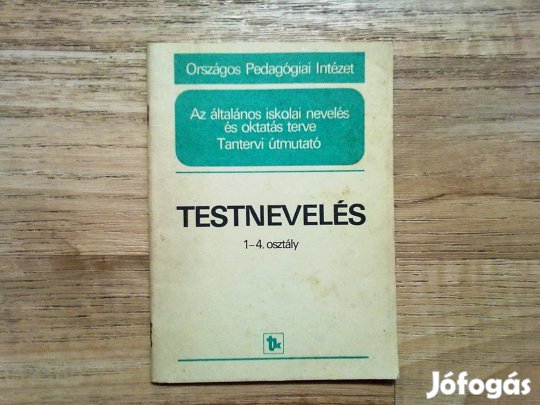 Országos Pedagógiai Intézet
Az általános iskolai nevelés
és oktatás terve
Tantervi útmutató
TESTNEVELÉS
1-4. osztály
tk
Jófogás